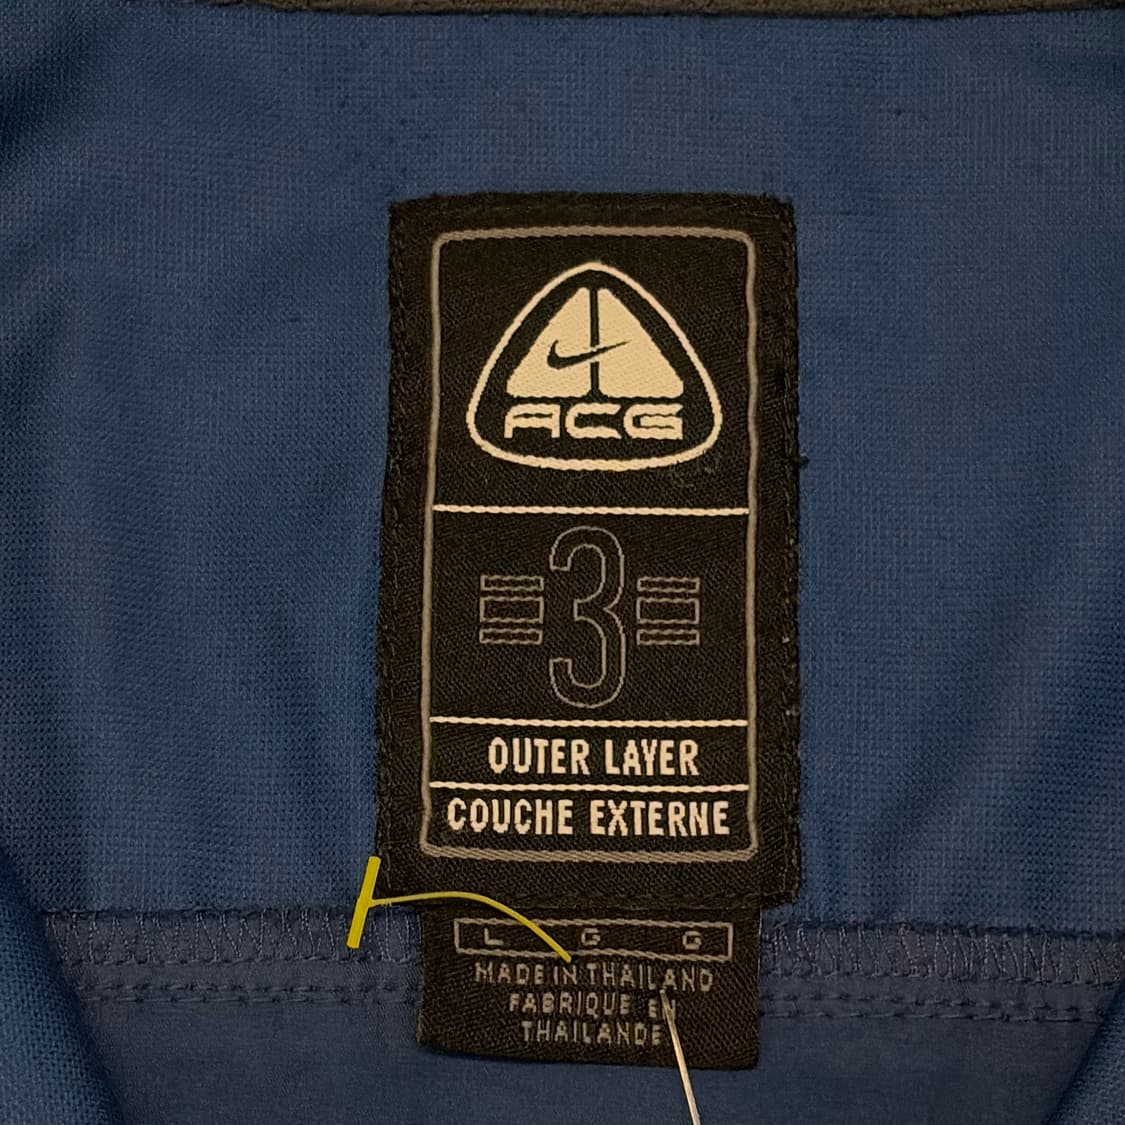 ACG
3
OUTER LAYER
COUCHE EXTERNE
L G G
MADE IN THAILAND
FABRIQUE EN
THAILANDE